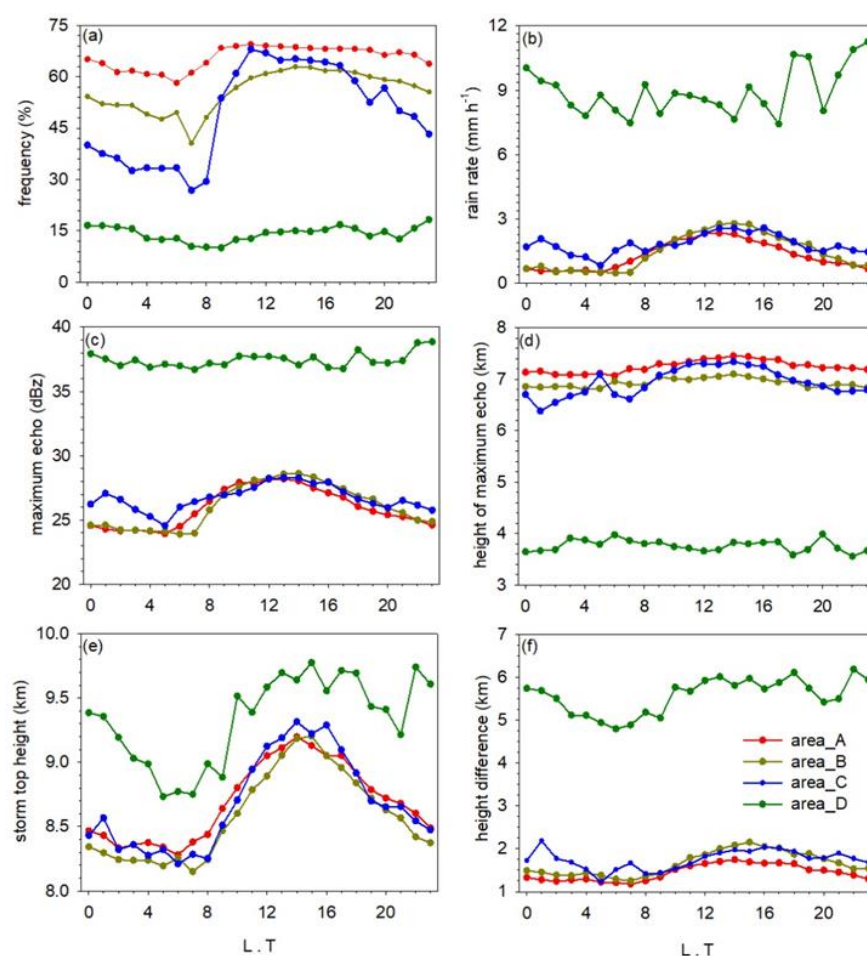 (a)
frequency (%)
75
60
45
30
15
0
0 4 8 12 16 20
(b)
rain rate (mm h⁻¹)
12
9
6
3
0
0 4 8 12 16 20
(c)
maximum echo (dBz)
40
35
30
25
20
0 4 8 12 16 20
(d)
height of maximum echo (km)
8
7
6
5
4
3
0 4 8 12 16 20
(e)
storm top height (km)
10.0
9.5
9.0
8.5
8.0
0 4 8 12 16 20
L . T
(f)
height difference (km)
7
6
5
4
3
2
1
area_A
area_B
area_C
area_D
0 4 8 12 16 20
L . T